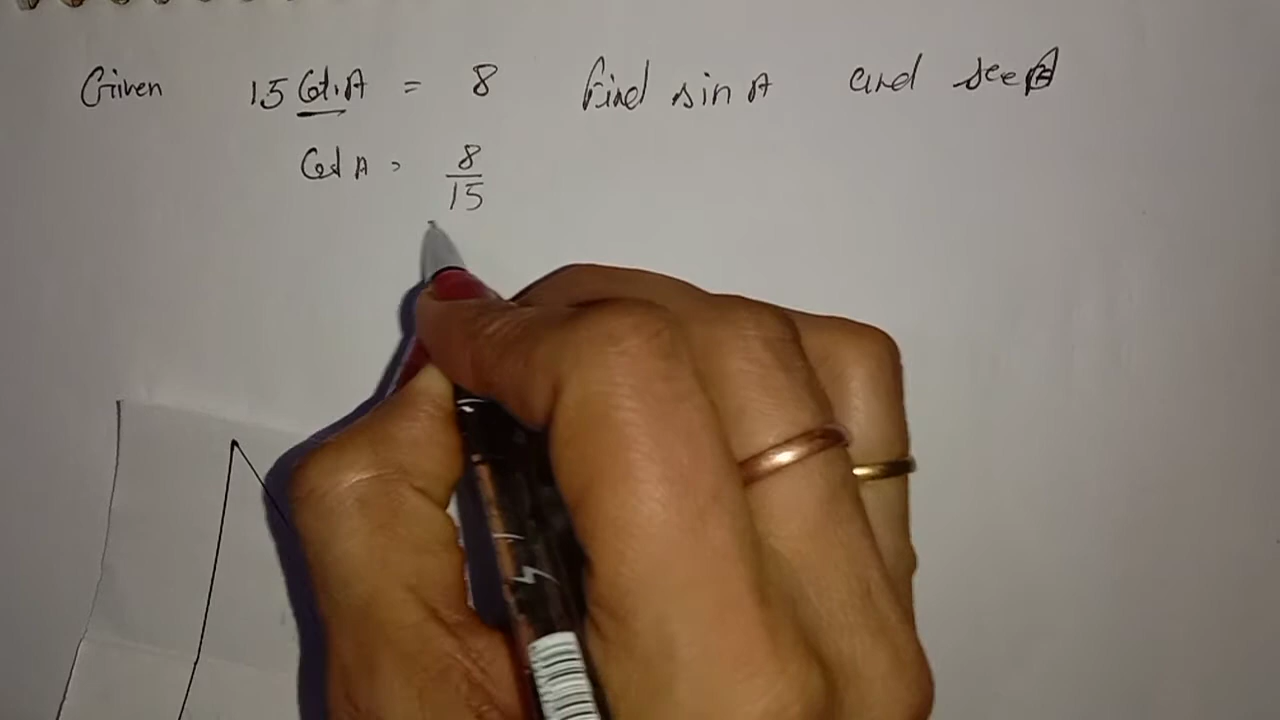 Given 15 Cot A = 8 find sin A and sec A
Cot A = 8/15